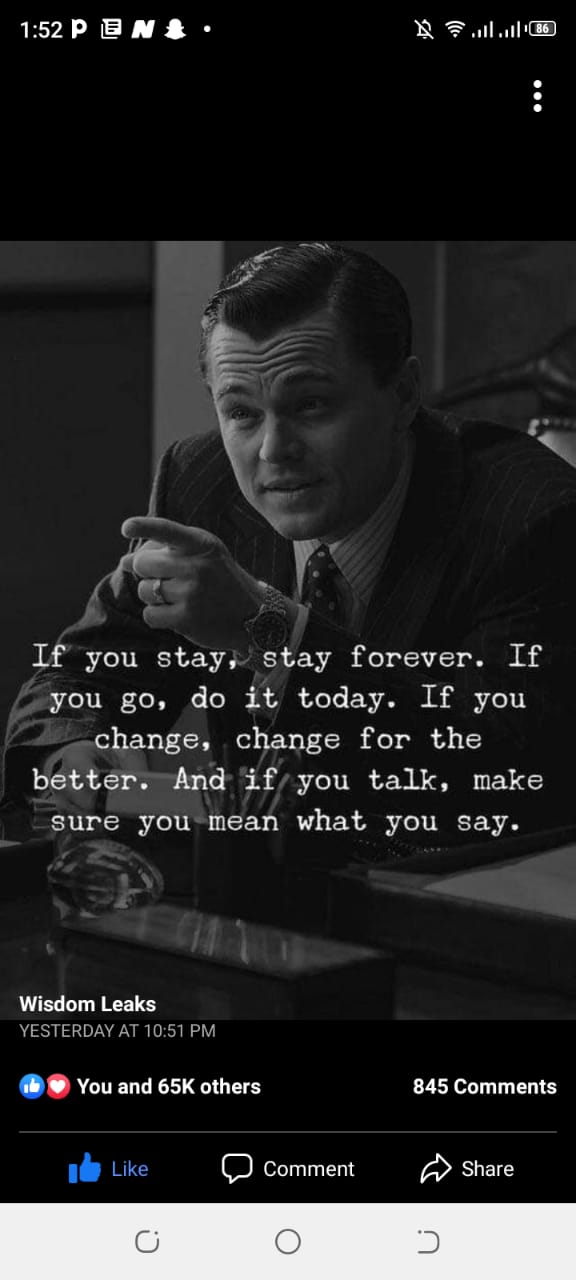 1:52
86
If you stay, stay forever. If
you go, do it today. If you
change, change for the
better. And if you talk, make
sure you mean what you say.
Wisdom Leaks
YESTERDAY AT 10:51 PM
You and 65K others 845 Comments
Like Comment Share